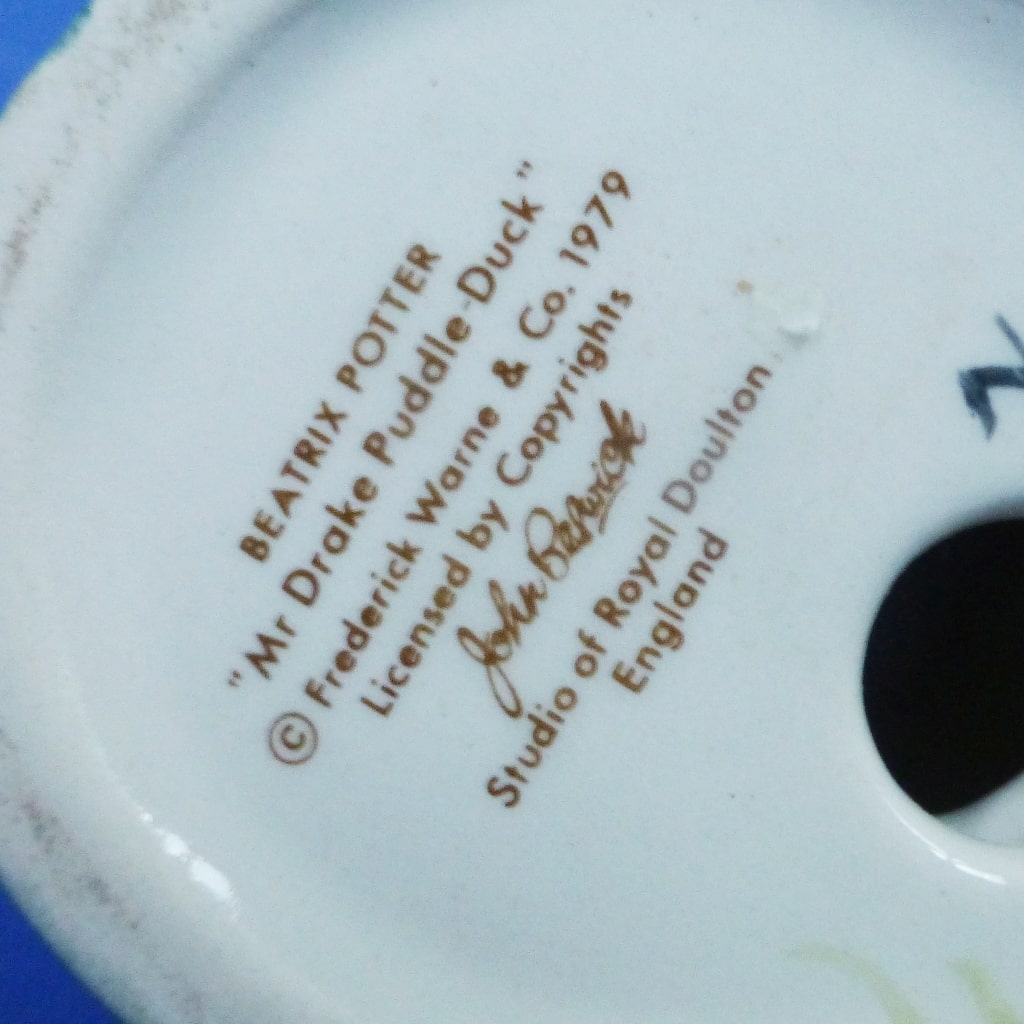 BEATRIX POTTER
"Mr Drake Puddle-Duck"
© Frederick Warne & Co. 1979
Licensed by Copyrights
John Beswick
Studio of Royal Doulton
England